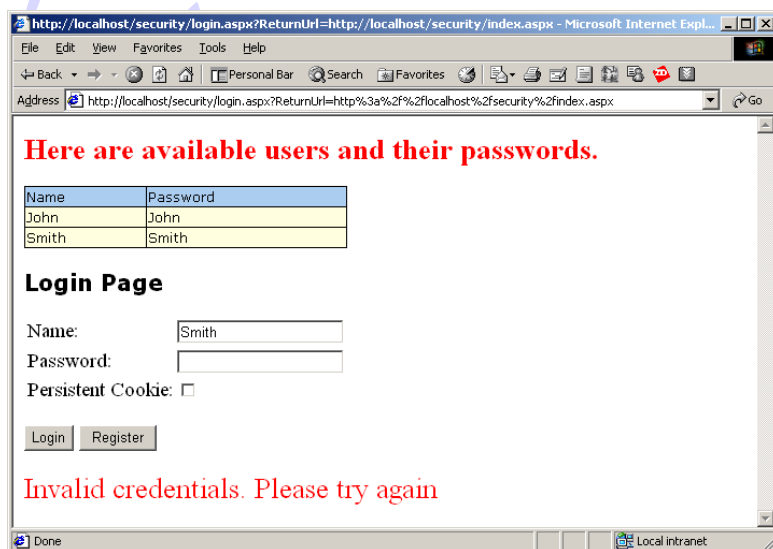 http://localhost/security/login.aspx?ReturnUrl=http://localhost/security/index.aspx - Microsoft Internet Expl...
File Edit View Favorites Tools Help
Back Personal Bar Search Favorites
Address http://localhost/security/login.aspx?ReturnUrl=http%3a%2f%2flocalhost%2fsecurity%2findex.aspx Go
Here are available users and their passwords.
Name Password
John John
Smith Smith
Login Page
Name: Smith
Password:
Persistent Cookie:
Login Register
Invalid credentials. Please try again
Done Local intranet